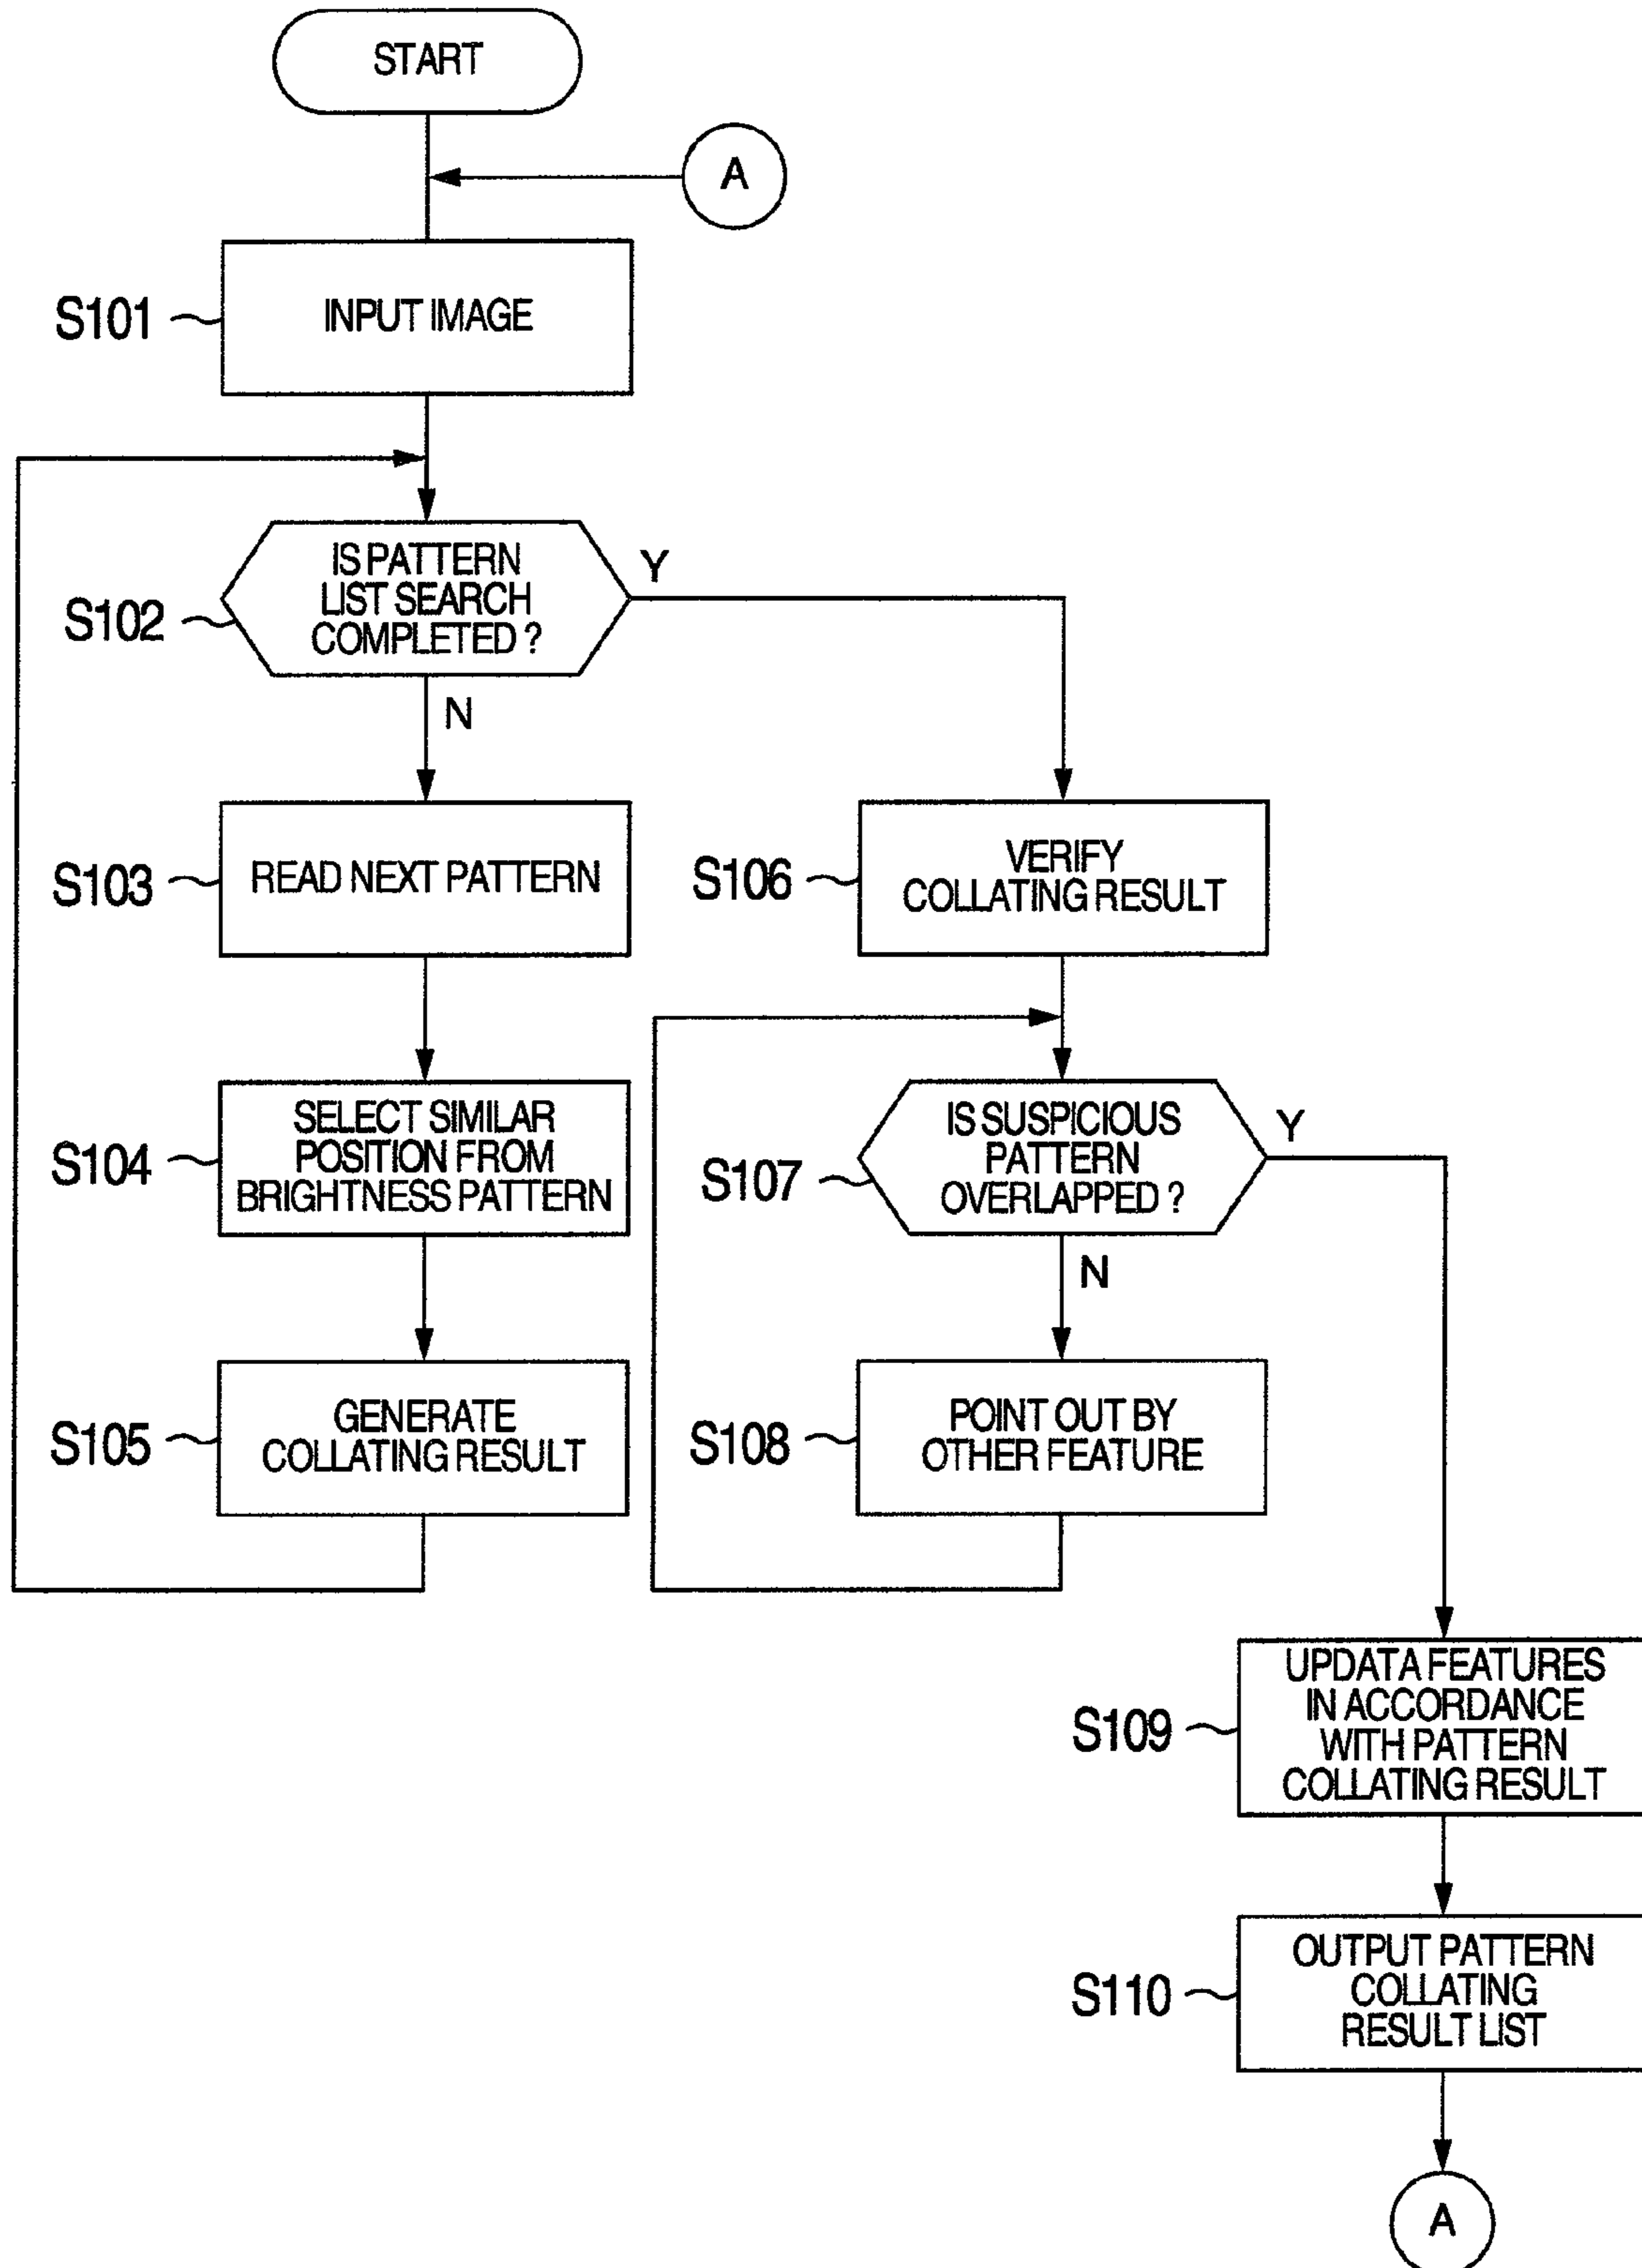 START
A
S101
INPUT IMAGE
S102
IS PATTERN
LIST SEARCH
COMPLETED ?
Y
N
S103
READ NEXT PATTERN
S106
VERIFY
COLLATING RESULT
S104
SELECT SIMILAR
POSITION FROM
BRIGHTNESS PATTERN
S107
IS SUSPICIOUS
PATTERN
OVERLAPPED ?
Y
N
S105
GENERATE
COLLATING RESULT
S108
POINT OUT BY
OTHER FEATURE
S109
UPDATA FEATURES
IN ACCORDANCE
WITH PATTERN
COLLATING RESULT
S110
OUTPUT PATTERN
COLLATING
RESULT LIST
A